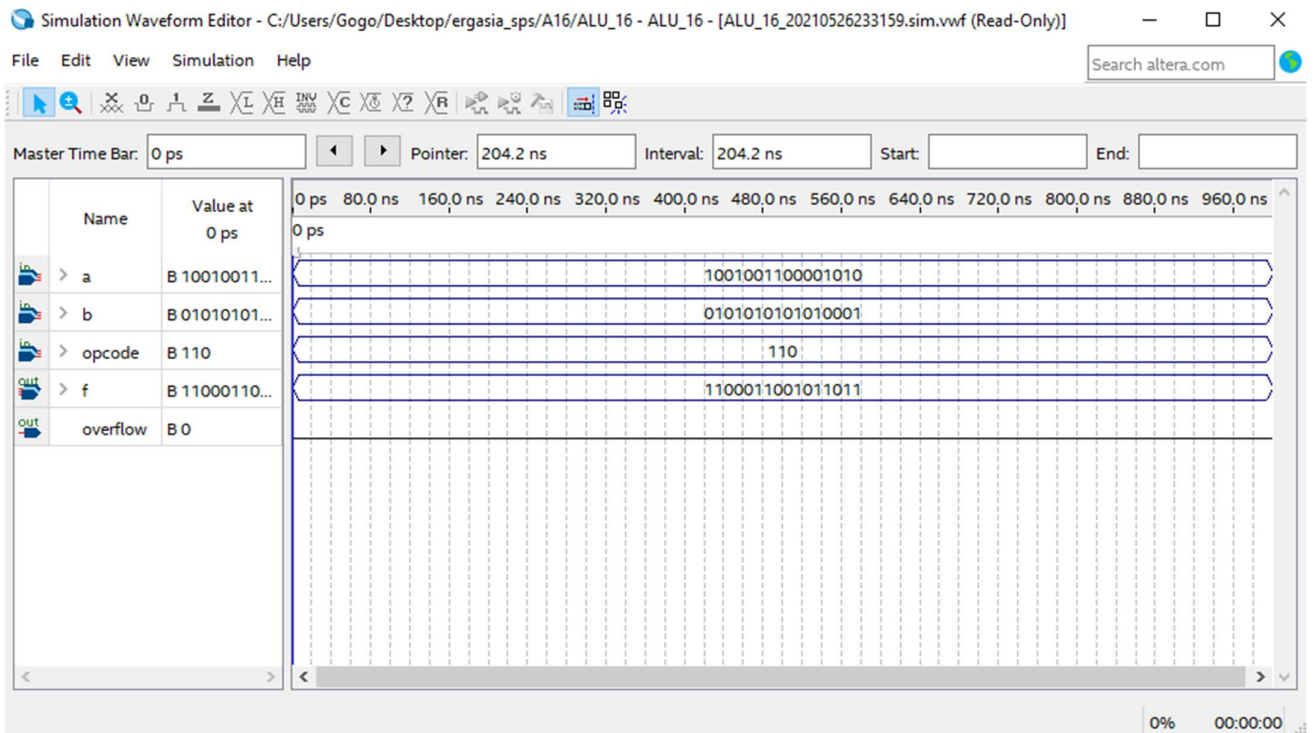 Simulation Waveform Editor - C:/Users/Gogo/Desktop/ergasia_sps/A16/ALU_16 - ALU_16 - [ALU_16_20210526233159.sim.vwf (Read-Only)]
File Edit View Simulation Help
Search altera.com
Master Time Bar: 0 ps Pointer: 204.2 ns Interval: 204.2 ns Start: End:
Name Value at 0 ps
0 ps 80.0 ns 160.0 ns 240.0 ns 320.0 ns 400.0 ns 480.0 ns 560.0 ns 640.0 ns 720.0 ns 800.0 ns 880.0 ns 960.0 ns
0 ps
in a B 10010011... 1001001100001010
in b B 01010101... 0101010101010001
in opcode B 110 110
out f B 11000110... 1100011001011011
out overflow B 0
0% 00:00:00